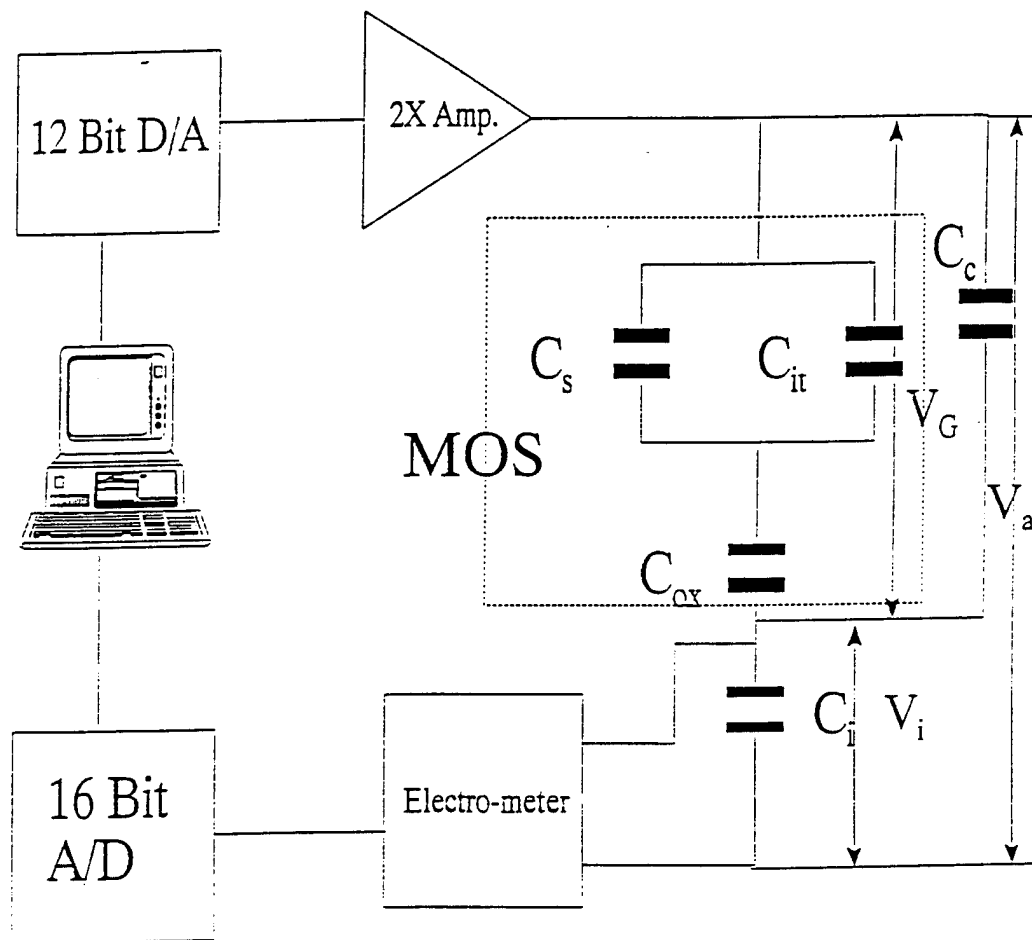 12 Bit D/A
2X Amp.
C_c
C_s
C_it
V_G
MOS
V_a
C_ox
C_i
V_i
16 Bit
A/D
Electro-meter